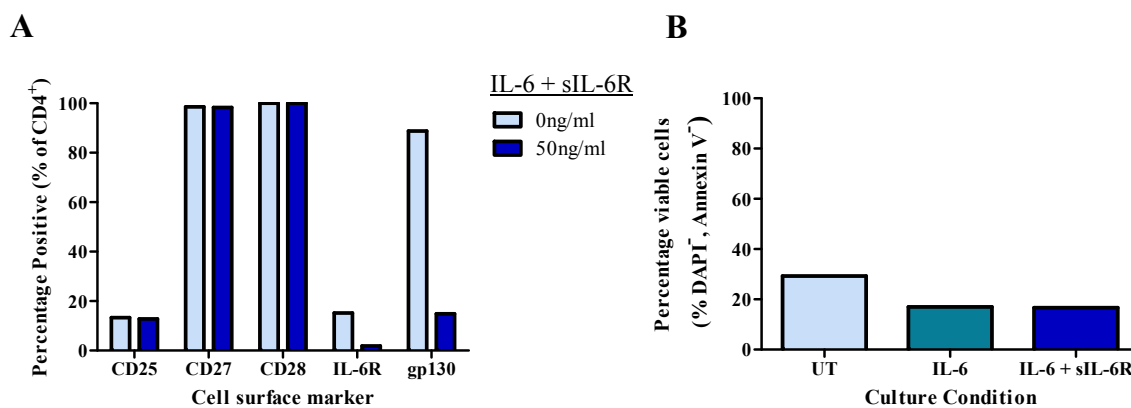 A
Percentage Positive (% of CD4⁺)
100
80
60
40
20
0
CD25 CD27 CD28 IL-6R gp130
Cell surface marker
IL-6 + sIL-6R
0ng/ml
50ng/ml
B
Percentage viable cells
(% DAPI⁻, Annexin V⁻)
100
80
60
40
20
0
UT IL-6 IL-6 + sIL-6R
Culture Condition